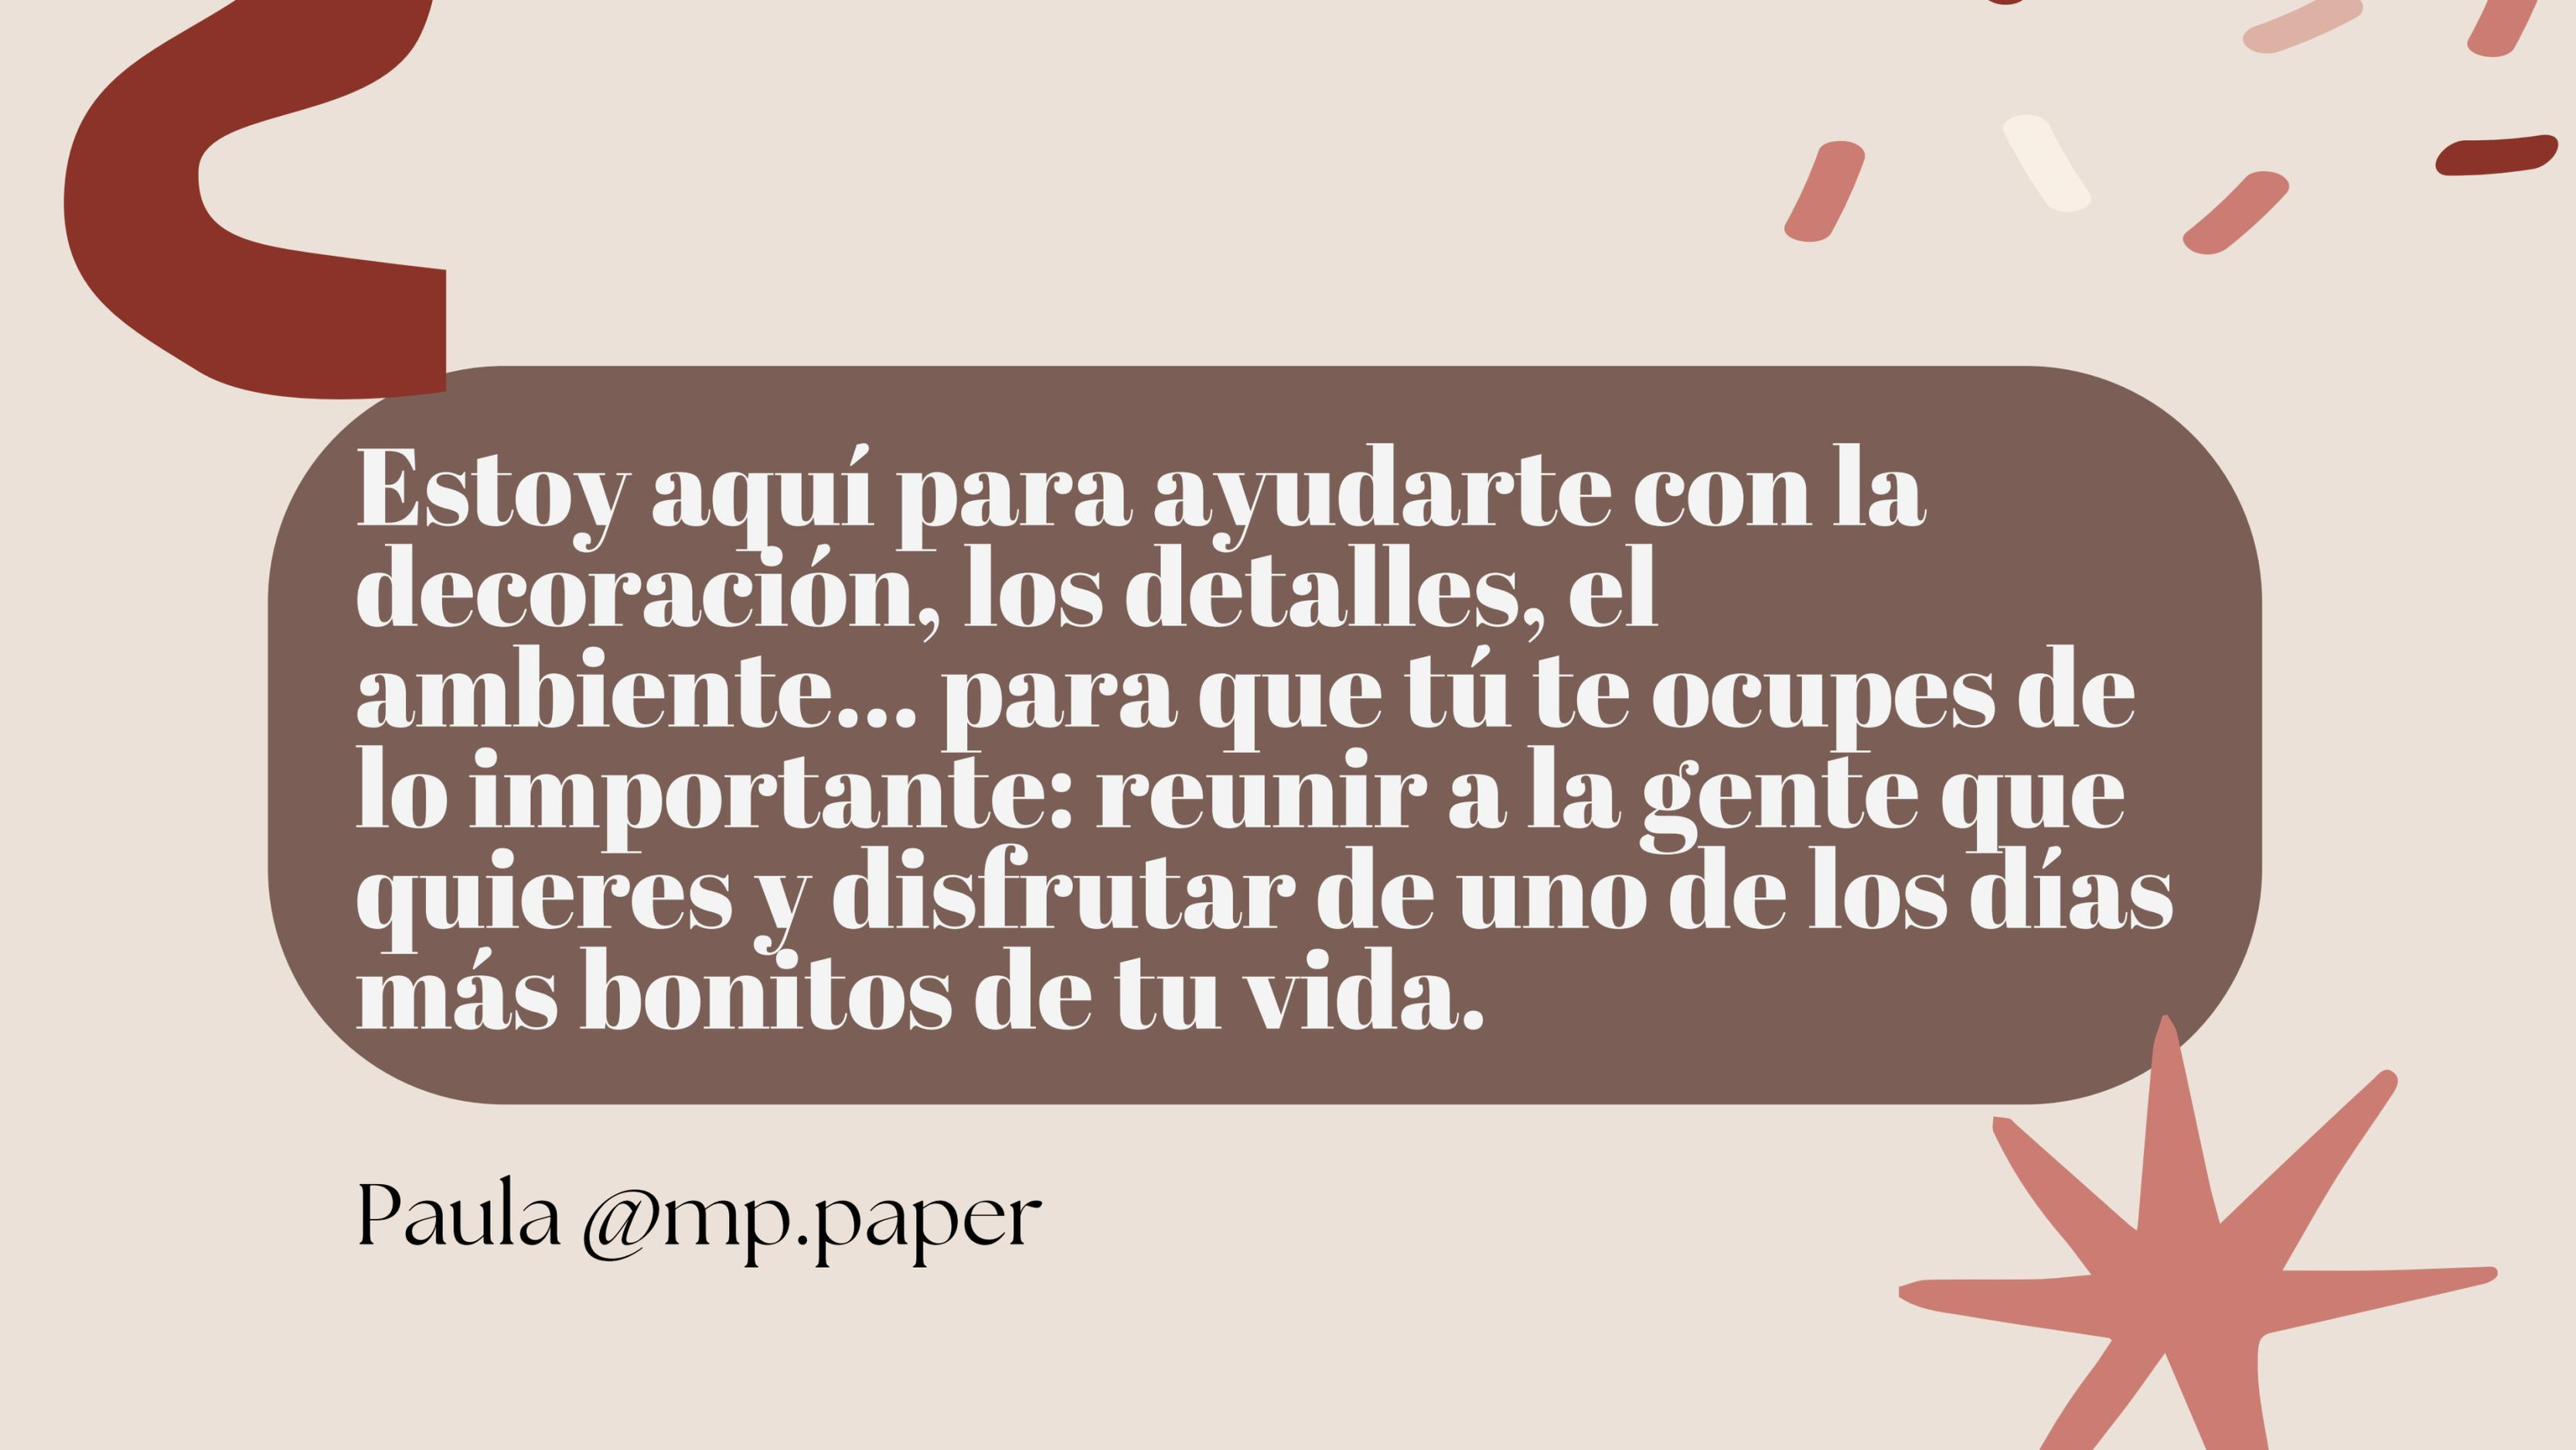 Estoy aquí para ayudarte con la
decoración, los detalles, el
ambiente... para que tú te ocupes de
lo importante: reunir a la gente que
quieres y disfrutar de uno de los días
más bonitos de tu vida.
Paula @mp.paper